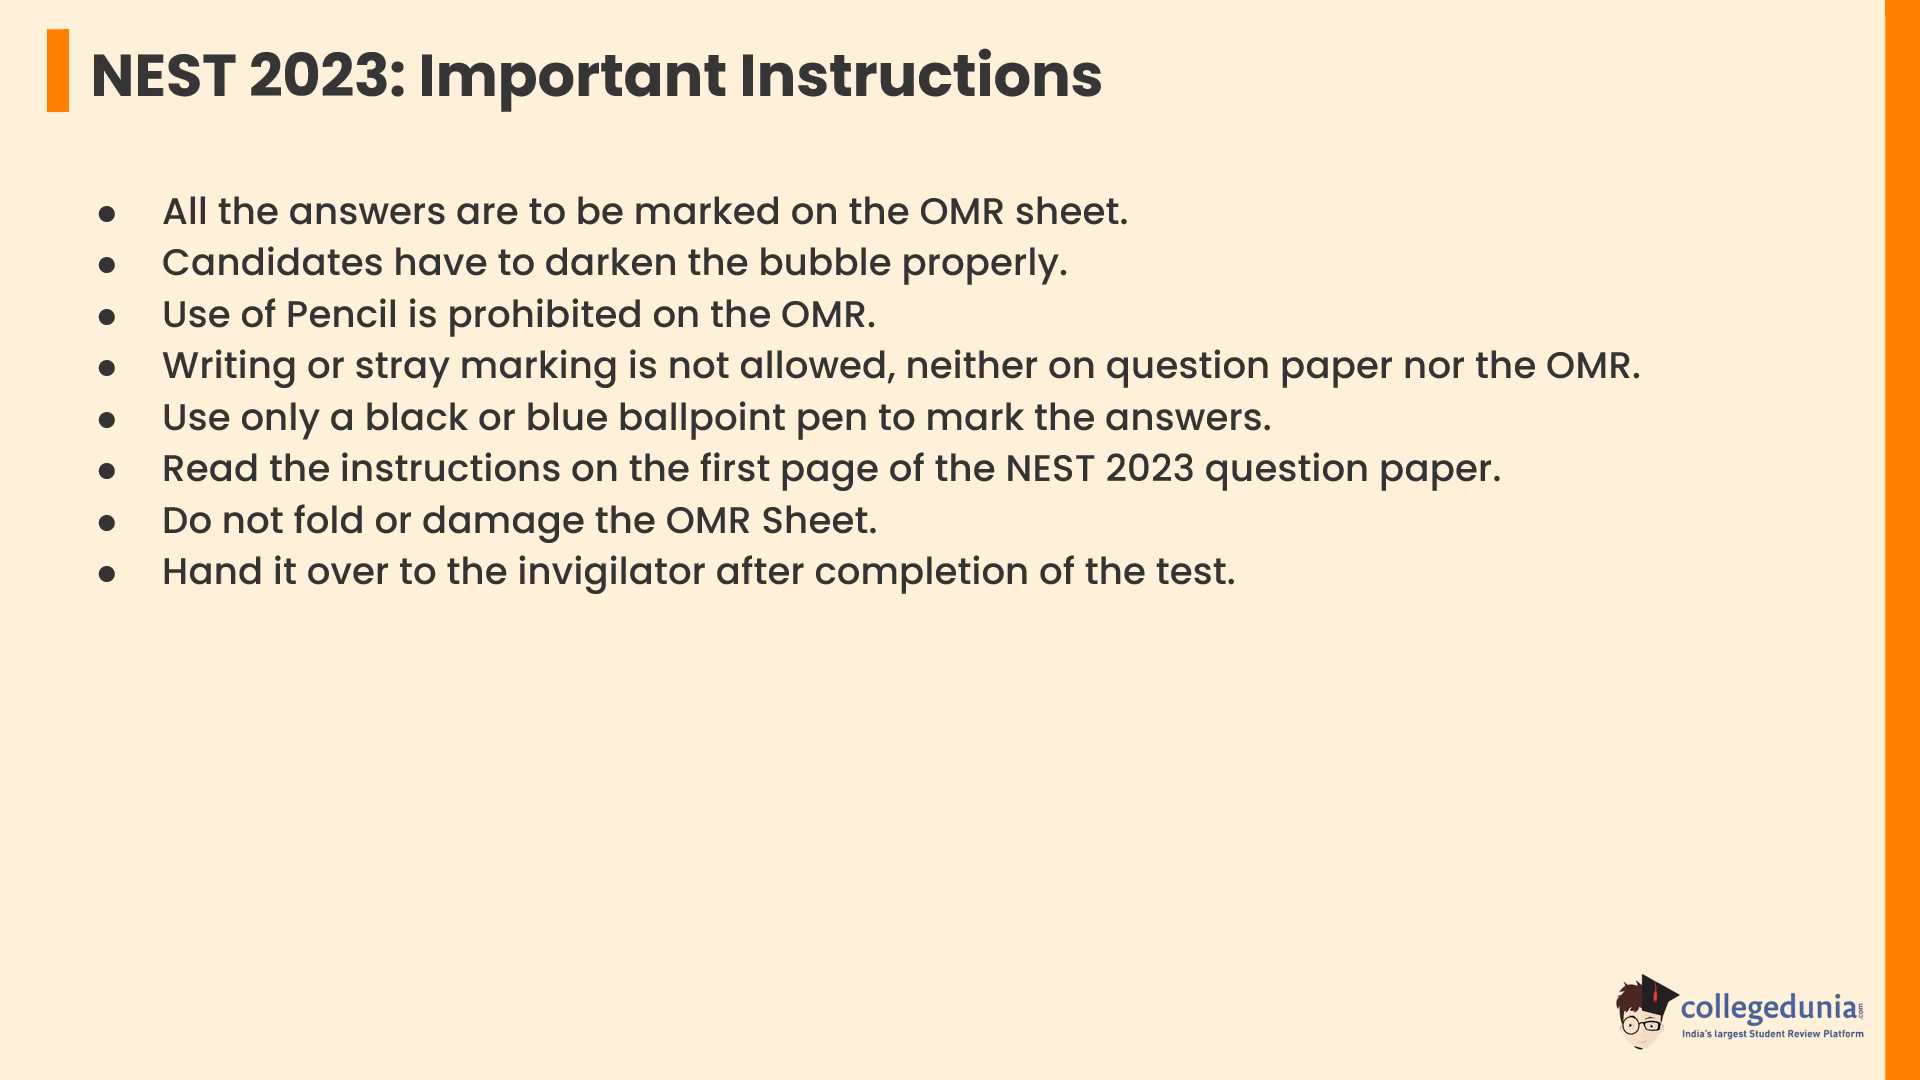 NEST 2023: Important Instructions
● All the answers are to be marked on the OMR sheet.
● Candidates have to darken the bubble properly.
● Use of Pencil is prohibited on the OMR.
● Writing or stray marking is not allowed, neither on question paper nor the OMR.
● Use only a black or blue ballpoint pen to mark the answers.
● Read the instructions on the first page of the NEST 2023 question paper.
● Do not fold or damage the OMR Sheet.
● Hand it over to the invigilator after completion of the test.
collegedunia.com
India's largest Student Review Platform